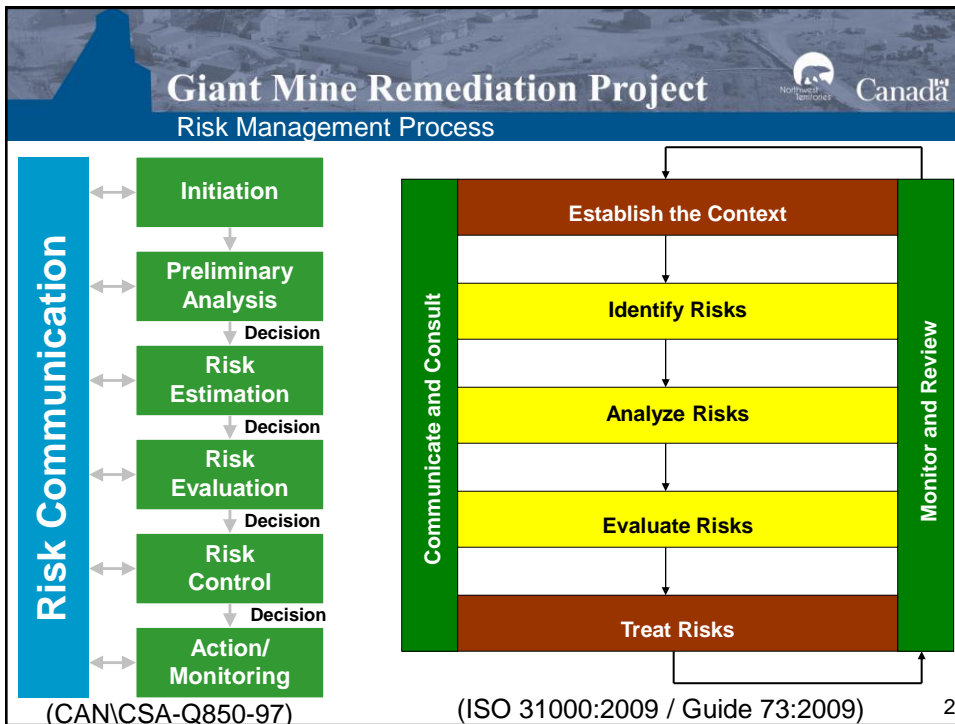 Giant Mine Remediation Project
Northwest
Territories
Canada
Risk Management Process
Risk Communication
Initiation
Preliminary
Analysis
Decision
Risk
Estimation
Decision
Risk
Evaluation
Decision
Risk
Control
Decision
Action/
Monitoring
(CAN\CSA-Q850-97)
Communicate and Consult
Establish the Context
Identify Risks
Analyze Risks
Evaluate Risks
Treat Risks
Monitor and Review
(ISO 31000:2009 / Guide 73:2009)
2